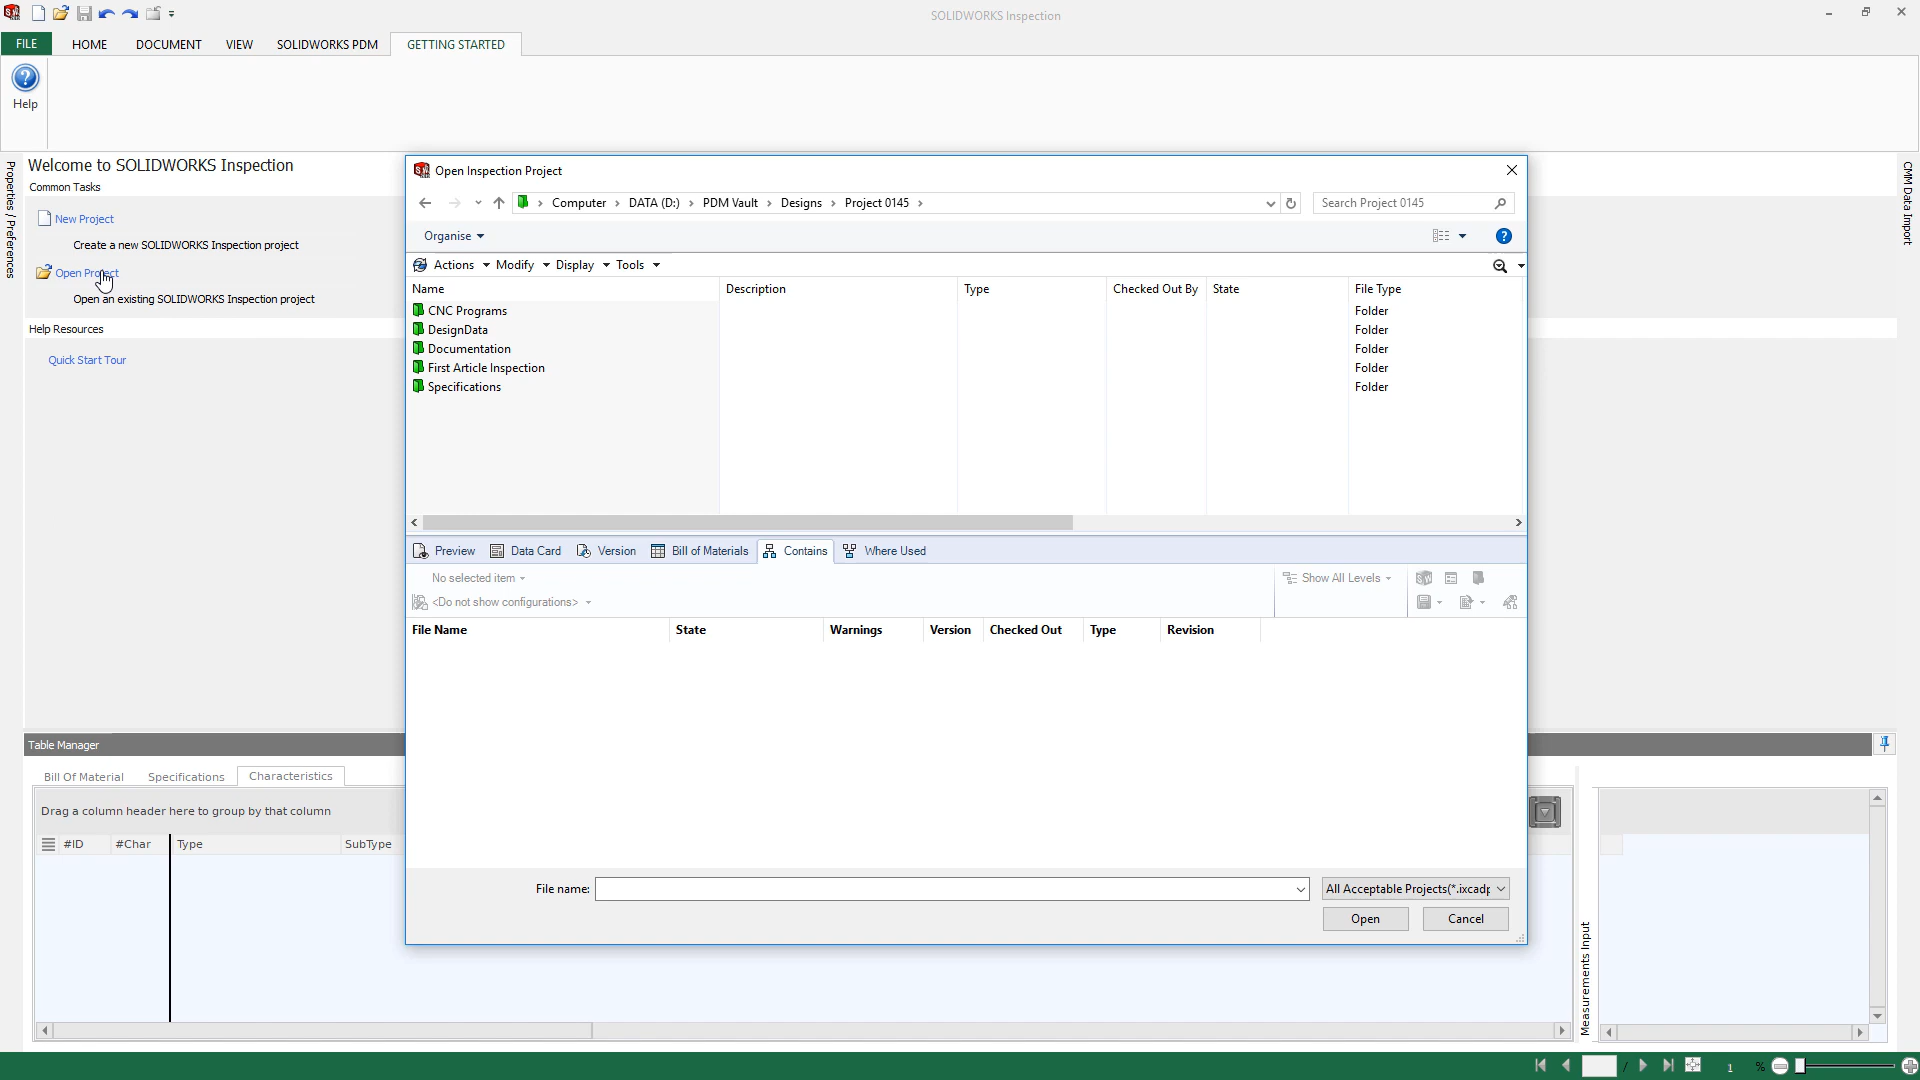 SOLIDWORKS Inspection
FILE HOME DOCUMENT VIEW SOLIDWORKS PDM GETTING STARTED
Help
Properties / Preferences
CMM Data Import
Welcome to SOLIDWORKS Inspection
Common Tasks
New Project
Create a new SOLIDWORKS Inspection project
Open Project
Open an existing SOLIDWORKS Inspection project
Help Resources
Quick Start Tour
Open Inspection Project
Computer DATA (D:) PDM Vault Designs Project 0145
Search Project 0145
Organise
Actions Modify Display Tools
Name Description Type Checked Out By State File Type
CNC Programs Folder
DesignData Folder
Documentation Folder
First Article Inspection Folder
Specifications Folder
Preview Data Card Version Bill of Materials Contains Where Used
No selected item Show All Levels
<Do not show configurations>
File Name State Warnings Version Checked Out Type Revision
File name: All Acceptable Projects(*.ixcadp
Open Cancel
Table Manager
Bill Of Material Specifications Characteristics
Drag a column header here to group by that column
#ID #Char Type SubType
Measurements Input
/ 1 %